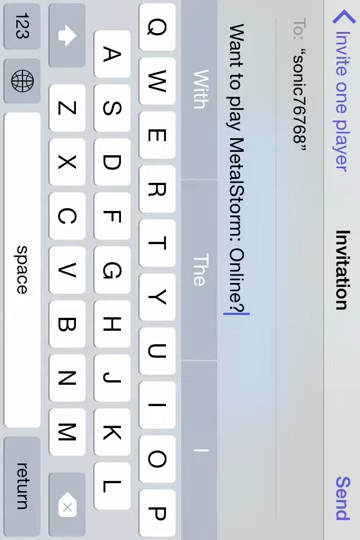 Invite one player
Invitation
Send
To: “sonic76768”
Want to play MetalStorm: Online?
With The I
Q W E R T Y U I O P
A S D F G H J K L
Z X C V B N M
123 space return